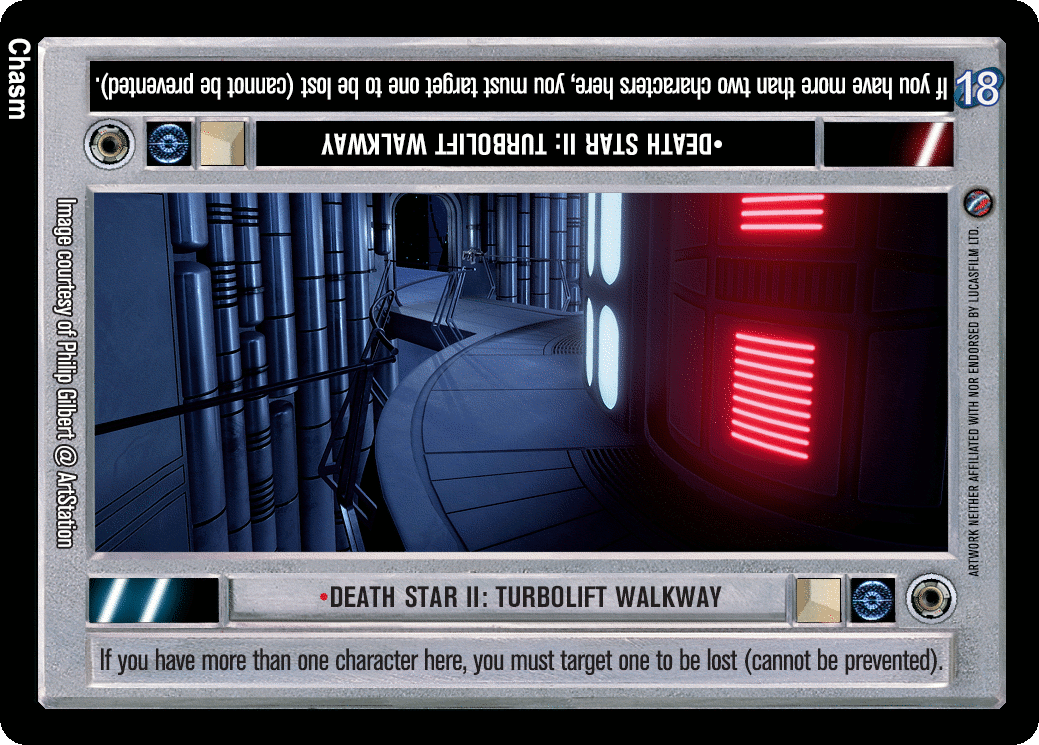 Chasm
If you have more than two characters here, you must target one to be lost (cannot be prevented).
18
•DEATH STAR II: TURBOLIFT WALKWAY
Image courtesy of Philip Gilbert @ ArtStation
ARTWORK NEITHER AFFILIATED WITH NOR ENDORSED BY LUCASFILM LTD.
•DEATH STAR II: TURBOLIFT WALKWAY
If you have more than one character here, you must target one to be lost (cannot be prevented).